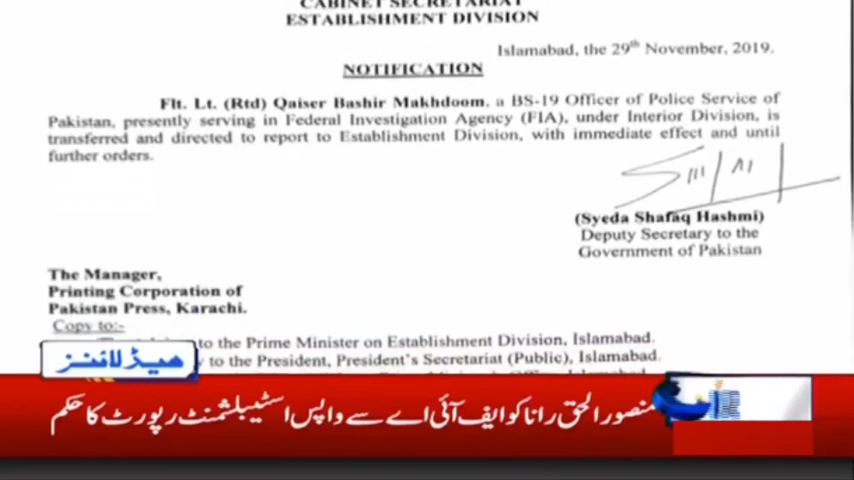 CABINET SECRETARIAT
ESTABLISHMENT DIVISION
Islamabad, the 29th November, 2019.
NOTIFICATION
Flt. Lt. (Rtd) Qaiser Bashir Makhdoom, a BS-19 Officer of Police Service of
Pakistan, presently serving in Federal Investigation Agency (FIA), under Interior Division, is
transferred and directed to report to Establishment Division, with immediate effect and until
further orders.
(Syeda Shafaq Hashmi)
Deputy Secretary to the
Government of Pakistan
The Manager,
Printing Corporation of
Pakistan Press, Karachi.
Copy to:-
to the Prime Minister on Establishment Division, Islamabad.
to the President, President's Secretariat (Public), Islamabad.
ہیڈلائنز
منصور الحق رانا کو ایف آئی اے سے واپس اسٹیبلشمنٹ رپورٹ کا حکم